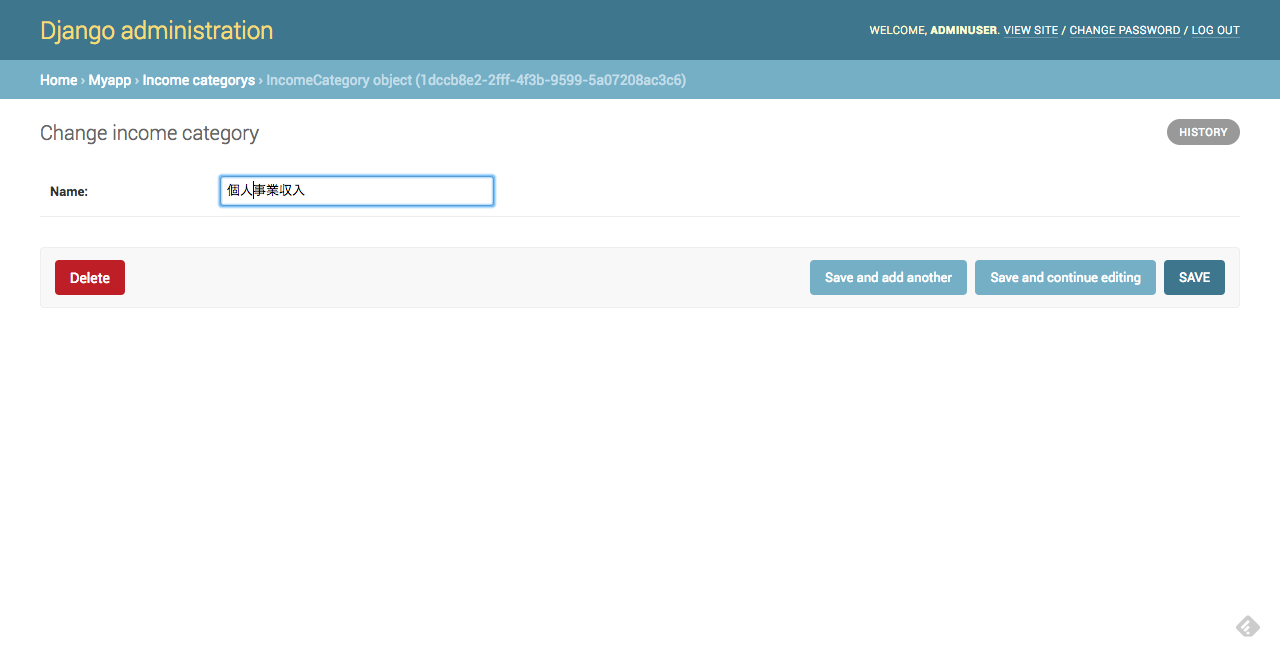 Django administration
WELCOME, ADMINUSER. VIEW SITE / CHANGE PASSWORD / LOG OUT
Home › Myapp › Income categorys › IncomeCategory object (1dccb8e2-2fff-4f3b-9599-5a07208ac3c6)
Change income category
HISTORY
Name: 個人事業収入
Delete
Save and add another
Save and continue editing
SAVE